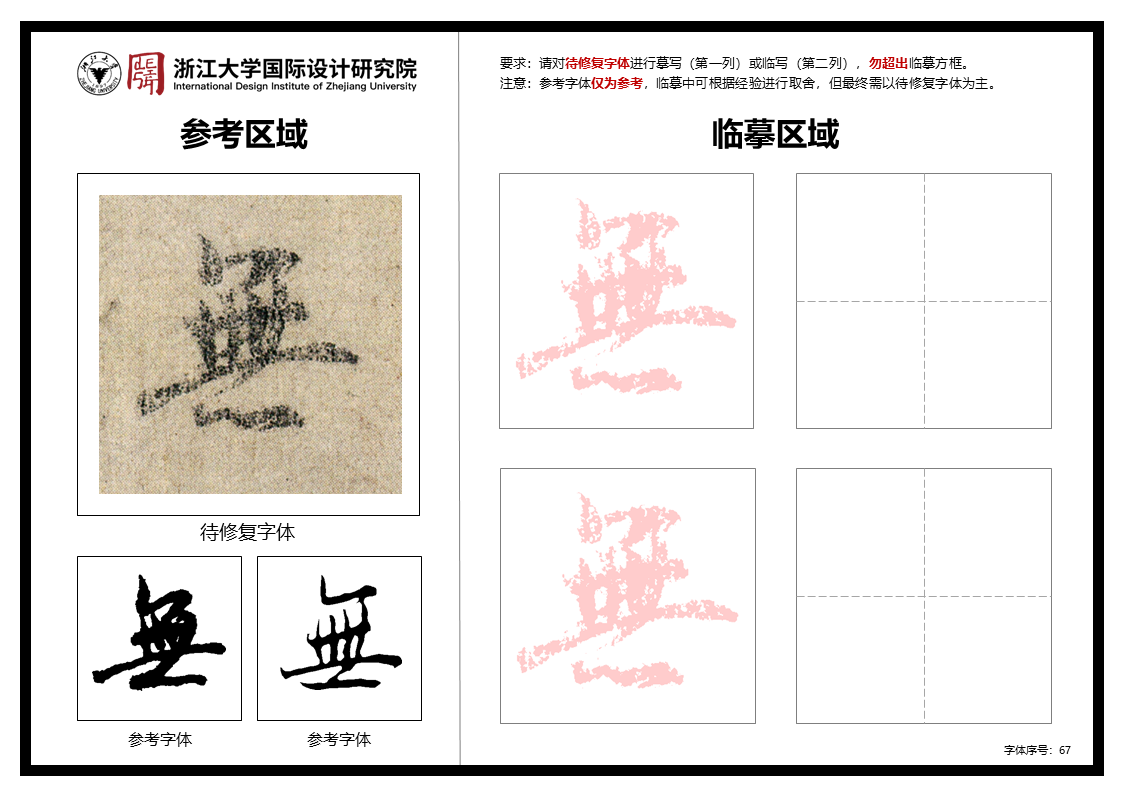 浙江大学国际设计研究院
International Design Institute of Zhejiang University
参考区域
無
待修复字体
無
無
参考字体
参考字体
要求：请对待修复字体进行摹写（第一列）或临写（第二列），勿超出临摹方框。
注意：参考字体仅为参考，临摹中可根据经验进行取舍，但最终需以待修复字体为主。
临摹区域
無
無
字体序号：67